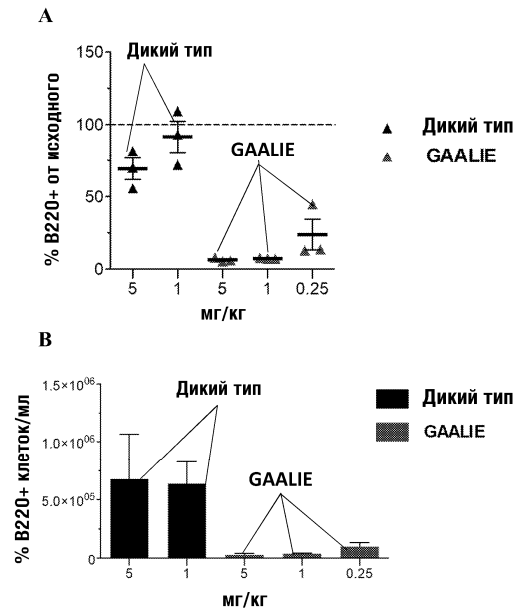 A
% B220+ от исходного
150
100
50
0
Дикий тип
GAALIE
5 1 5 1 0.25
мг/кг
Дикий тип
GAALIE
B
% B220+ клеток/мл
1.5×10⁰⁶
1.0×10⁰⁶
5.0×10⁰⁵
0
Дикий тип
GAALIE
5 1 5 1 0.25
мг/кг
Дикий тип
GAALIE